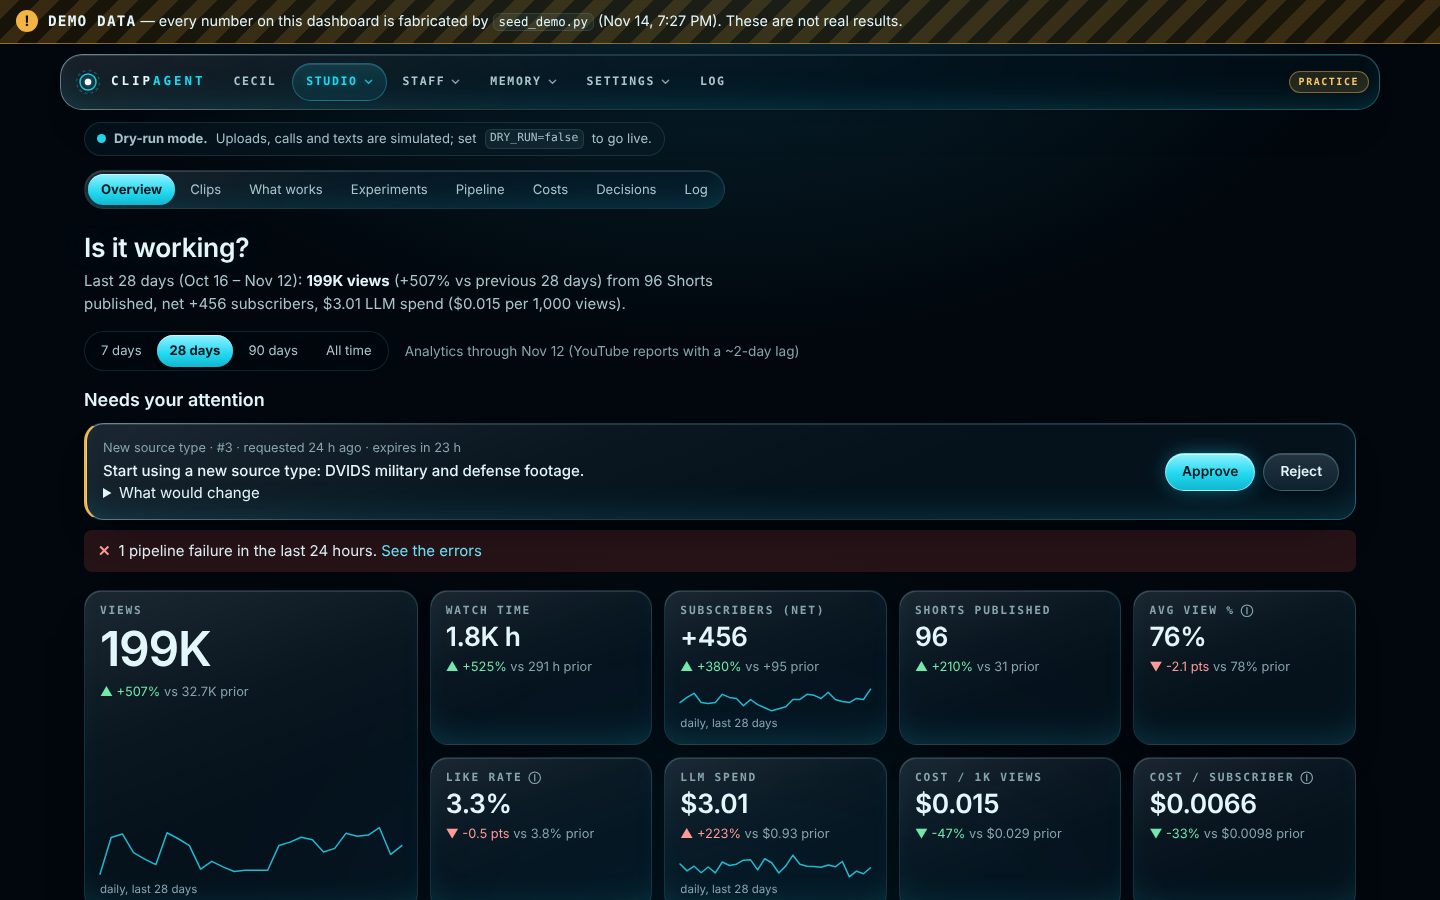 ! DEMO DATA — every number on this dashboard is fabricated by seed_demo.py (Nov 14, 7:27 PM). These are not real results.
CLIPAGENT CECIL STUDIO STAFF MEMORY SETTINGS LOG PRACTICE
Dry-run mode. Uploads, calls and texts are simulated; set DRY_RUN=false to go live.
Overview Clips What works Experiments Pipeline Costs Decisions Log
Is it working?
Last 28 days (Oct 16 – Nov 12): 199K views (+507% vs previous 28 days) from 96 Shorts
published, net +456 subscribers, $3.01 LLM spend ($0.015 per 1,000 views).
7 days 28 days 90 days All time Analytics through Nov 12 (YouTube reports with a ~2-day lag)
Needs your attention
New source type · #3 · requested 24 h ago · expires in 23 h
Start using a new source type: DVIDS military and defense footage.
▶ What would change
Approve Reject
✕ 1 pipeline failure in the last 24 hours. See the errors
VIEWS
199K
▲ +507% vs 32.7K prior
daily, last 28 days
WATCH TIME
1.8K h
▲ +525% vs 291 h prior
SUBSCRIBERS (NET)
+456
▲ +380% vs +95 prior
daily, last 28 days
SHORTS PUBLISHED
96
▲ +210% vs 31 prior
AVG VIEW % ⓘ
76%
▼ -2.1 pts vs 78% prior
LIKE RATE ⓘ
3.3%
▼ -0.5 pts vs 3.8% prior
LLM SPEND
$3.01
▲ +223% vs $0.93 prior
daily, last 28 days
COST / 1K VIEWS
$0.015
▼ -47% vs $0.029 prior
COST / SUBSCRIBER ⓘ
$0.0066
▼ -33% vs $0.0098 prior